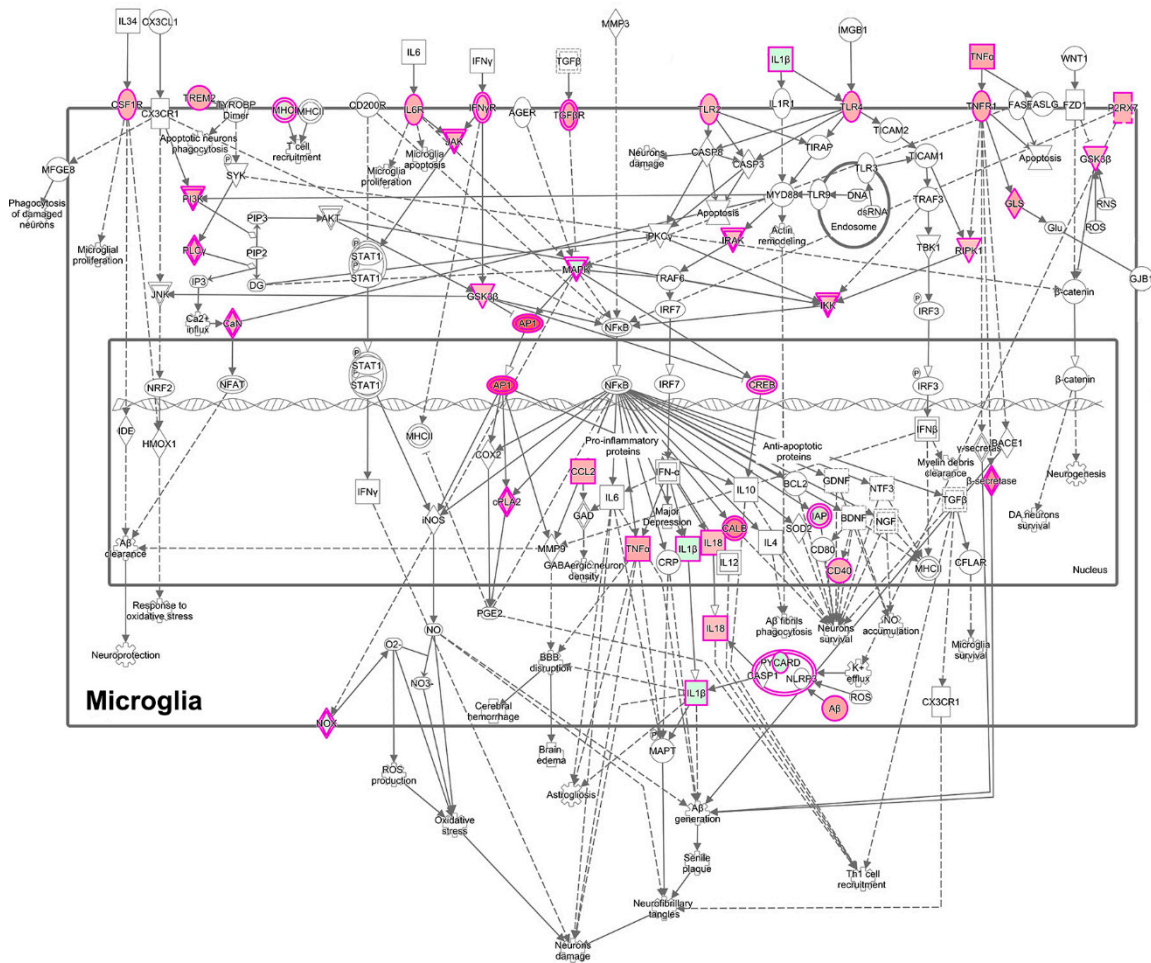 MMP3
IL34
CX3CL1
IL6
IFNγ
TGFβ
IL1β
IMGB1
TNFα
WNT1
CSF1R
CX3CR1
TREM2
TYROBP
Dimer
MHCI
MHCII
CD200R
IL6R
IFNγR
AGER
TGFβR
TLR2
IL1R1
TLR4
TICAM2
TNFR1
FAS
FASLG
FZD1
P2RX7
Apoptotic neurons
phagocytosis
T cell
recruitment
Microglia
proliferation
Microglia
apoptosis
JAK
Neurons
damage
CASP8
CASP3
TIRAP
TLR3
TICAM1
Apoptosis
GSK3β
MFGE8
P
SYK
Phagocytosis
of damaged
neurons
PI3K
MYD88
TLR9
DNA
dsRNA
Endosome
TRAF3
GLS
RNS
ROS
Microglial
proliferation
PIP3
AKT
PIP2
PLCγ
P
STAT1
P
STAT1
Apoptosis
PKCγ
Actin
remodeling
IRAK
TBK1
RIPK1
Glu
GJB1
IP3
DG
JNK
MAPK
TRAF6
β-catenin
Ca2+
influx
CaN
GSK3β
AP1
NFκB
IRF7
IKK
P
IRF3
P
STAT1
P
STAT1
NRF2
NFAT
AP1
NFκB
IRF7
CREB
P
IRF3
β-catenin
IDE
HMOX1
MHCII
COX2
Pro-inflammatory
proteins
Anti-apoptotic
proteins
IFNβ
γ-secretas
BACE1
Myelin debris
clearance
β-secretase
Neurogenesis
IFNγ
CCL2
IFN-α
IL10
BCL2
GDNF
NTF3
TGFβ
cPLA2
GAD
IL6
Major
Depression
IAP
BDNF
NGF
DA neurons
survival
iNOS
SOD2
CALB
IL4
CD80
Aβ
clearance
MMP9
GABAergic neuron
density
TNFα
IL1β
CRP
IL18
IL12
CD40
MHCII
CFLAR
Nucleus
Response to
oxidative stress
PGE2
NO
IL18
Aβ fibrils
phagocytosis
Neurons
survival
NO
accumulation
Microglia
survival
Neuroprotection
O2-
NO3-
BBB
disruption
PYCARD
CASP1
NLRP3
K+
efflux
ROS
Microglia
NOX
Cerebral
hemorrhage
IL1β
Aβ
CX3CR1
Brain
edema
P
MAPT
ROS
production
Astrogliosis
Oxidative
stress
Aβ
generation
Senile
plaque
Th1 cell
recruitment
Neurofibrillary
tangles
Neurons
damage